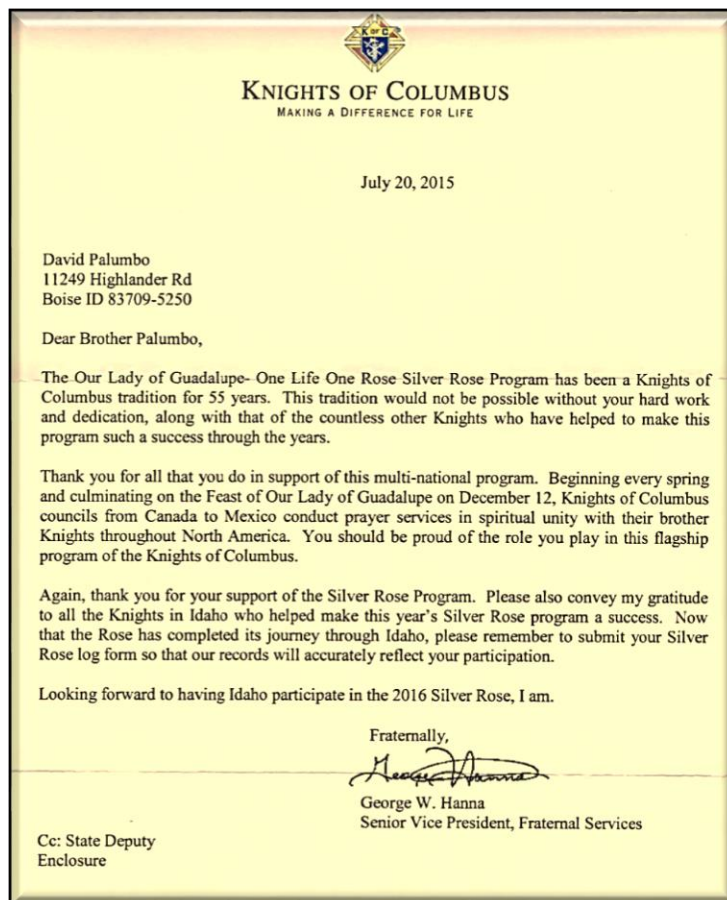 K of C
KNIGHTS OF COLUMBUS
MAKING A DIFFERENCE FOR LIFE
July 20, 2015
David Palumbo
11249 Highlander Rd
Boise ID 83709-5250
Dear Brother Palumbo,
The Our Lady of Guadalupe- One Life One Rose Silver Rose Program has been a Knights of
Columbus tradition for 55 years. This tradition would not be possible without your hard work
and dedication, along with that of the countless other Knights who have helped to make this
program such a success through the years.
Thank you for all that you do in support of this multi-national program. Beginning every spring
and culminating on the Feast of Our Lady of Guadalupe on December 12, Knights of Columbus
councils from Canada to Mexico conduct prayer services in spiritual unity with their brother
Knights throughout North America. You should be proud of the role you play in this flagship
program of the Knights of Columbus.
Again, thank you for your support of the Silver Rose Program. Please also convey my gratitude
to all the Knights in Idaho who helped make this year's Silver Rose program a success. Now
that the Rose has completed its journey through Idaho, please remember to submit your Silver
Rose log form so that our records will accurately reflect your participation.
Looking forward to having Idaho participate in the 2016 Silver Rose, I am.
Fraternally,
George Hanna
George W. Hanna
Senior Vice President, Fraternal Services
Cc: State Deputy
Enclosure